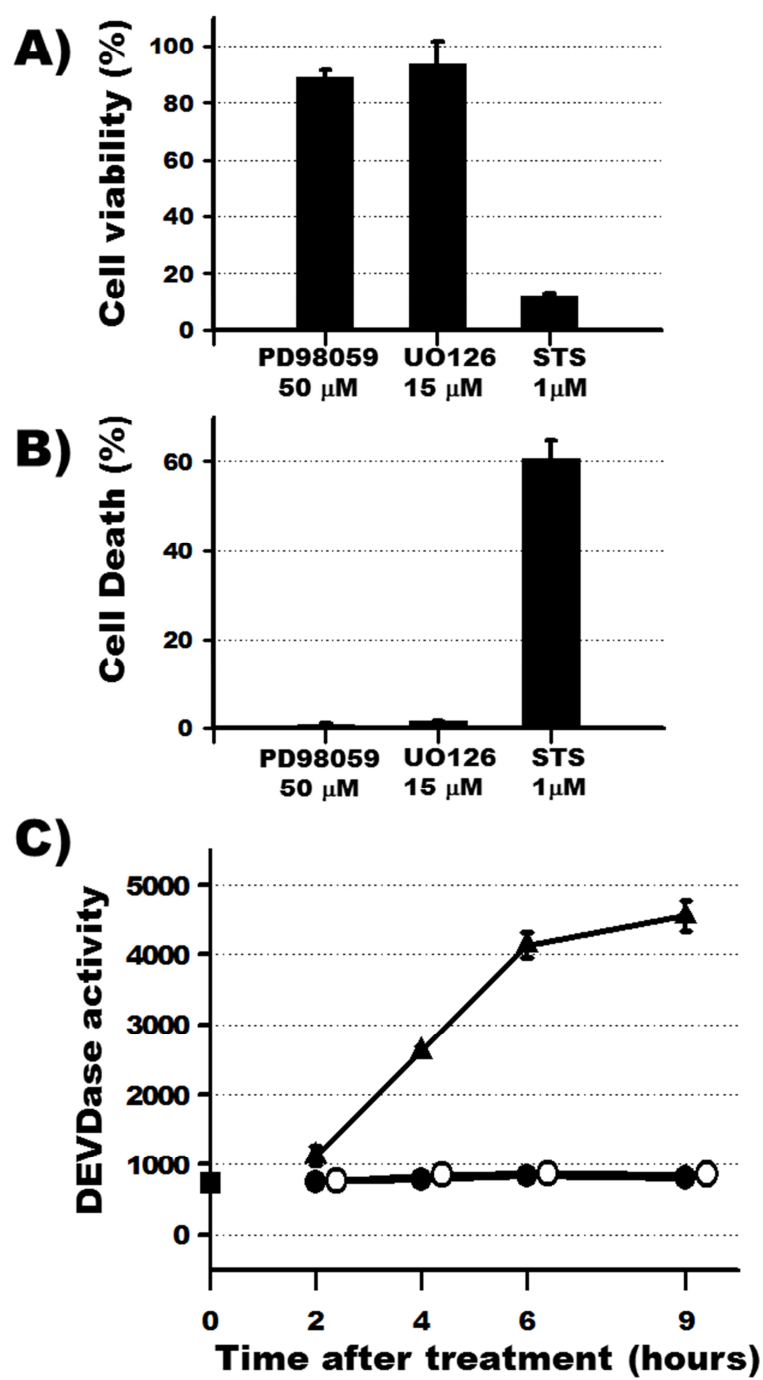 A)
Cell viability (%)
100
80
60
40
20
0
PD98059 UO126 STS
50 μM 15 μM 1μM
B)
Cell Death (%)
60
40
20
0
PD98059 UO126 STS
50 μM 15 μM 1μM
C)
DEVDase activity
5000
4000
3000
2000
1000
0
0 2 4 6 9
Time after treatment (hours)